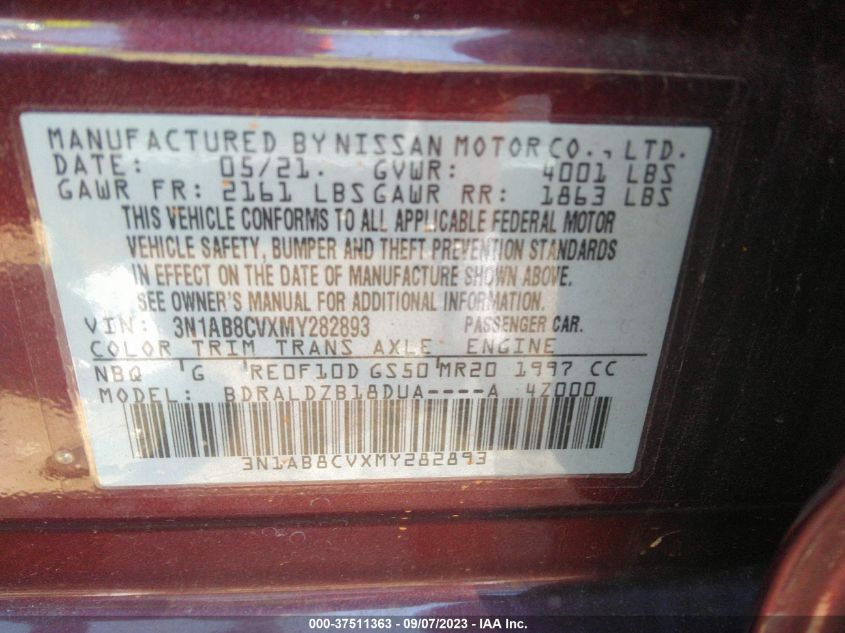 MANUFACTURED BY NISSAN MOTOR CO., LTD.
DATE: 05/21. GVWR: 4001 LBS
GAWR FR: 2161 LBS GAWR RR: 1863 LBS
THIS VEHICLE CONFORMS TO ALL APPLICABLE FEDERAL MOTOR
VEHICLE SAFETY, BUMPER AND THEFT PREVENTION STANDARDS
IN EFFECT ON THE DATE OF MANUFACTURE SHOWN ABOVE.
SEE OWNER'S MANUAL FOR ADDITIONAL INFORMATION.
VIN: 3N1AB8CVXMY282893 PASSENGER CAR.
COLOR TRIM TRANS AXLE ENGINE
NBQ 'G 'RE0F10D GS50'MR20 1997 CC
MODEL: BDRALDZB18DUA----A 4Z000
3N1AB8CVXMY282893
000-37511363 - 09/07/2023 - IAA Inc.